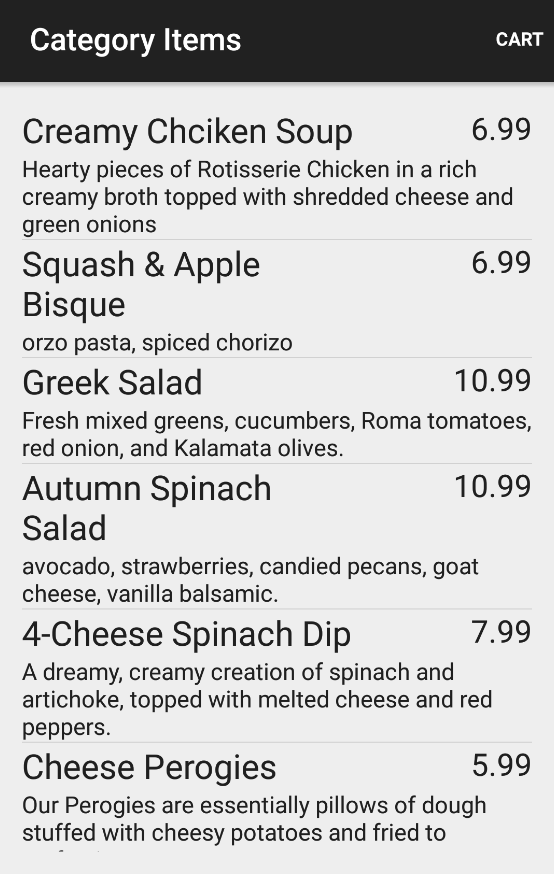 Category Items CART
Creamy Chciken Soup 6.99
Hearty pieces of Rotisserie Chicken in a rich
creamy broth topped with shredded cheese and
green onions
Squash & Apple 6.99
Bisque
orzo pasta, spiced chorizo
Greek Salad 10.99
Fresh mixed greens, cucumbers, Roma tomatoes,
red onion, and Kalamata olives.
Autumn Spinach 10.99
Salad
avocado, strawberries, candied pecans, goat
cheese, vanilla balsamic.
4-Cheese Spinach Dip 7.99
A dreamy, creamy creation of spinach and
artichoke, topped with melted cheese and red
peppers.
Cheese Perogies 5.99
Our Perogies are essentially pillows of dough
stuffed with cheesy potatoes and fried to